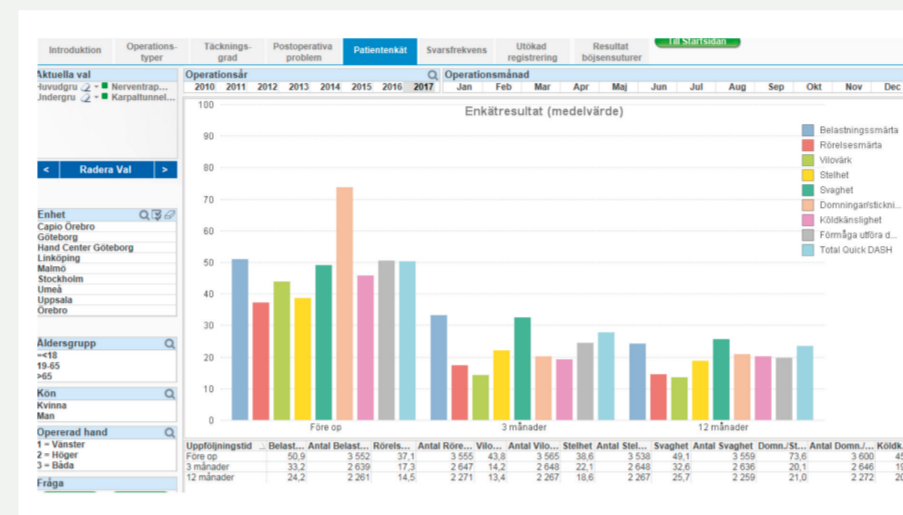 Introduktion
Operations-
typer
Täcknings-
grad
Postoperativa
problem
Patientenkät
Svarsfrekvens
Utökad
registrering
Resultat
böjsensuturer
Till Startsidan
Aktuella val
Huvudgru Nerventrap...
Undergru Karpaltunnel...
< Radera Val >
Operationsår
2010 2011 2012 2013 2014 2015 2016 2017
Operationsmånad
Jan Feb Mar Apr Maj Jun Jul Aug Sep Okt Nov Dec
Enhet
Capio Örebro
Göteborg
Hand Center Göteborg
Linköping
Malmö
Stockholm
Umeå
Uppsala
Örebro
Åldersgrupp
=<18
19-65
>65
Kön
Kvinna
Man
Opererad hand
1 = Vänster
2 = Höger
3 = Båda
Fråga
Enkätresultat (medelvärde)
100
90
80
70
60
50
40
30
20
10
0
Före op 3 månader 12 månader
Belastningssmärta
Rörelsesmärta
Vilovärk
Stelhet
Svaghet
Domningar/stickni...
Köldkänslighet
Förmåga utföra d...
Total Quick DASH
Uppföljningstid Belast... Antal Belast... Rörels... Antal Röre... Vilo... Antal Vilo... Stelhet Antal Stel... Svaghet Antal Svaghet Domn./St... Antal Domn./... Köldk
Före op 50,9 3 552 37,1 3 555 43,8 3 565 38,6 3 538 49,1 3 559 73,6 3 600 45
3 månader 33,2 2 639 17,3 2 647 14,2 2 648 22,1 2 648 32,6 2 636 20,1 2 646 19
12 månader 24,2 2 261 14,5 2 271 13,4 2 267 18,6 2 267 25,7 2 259 21,0 2 272 20